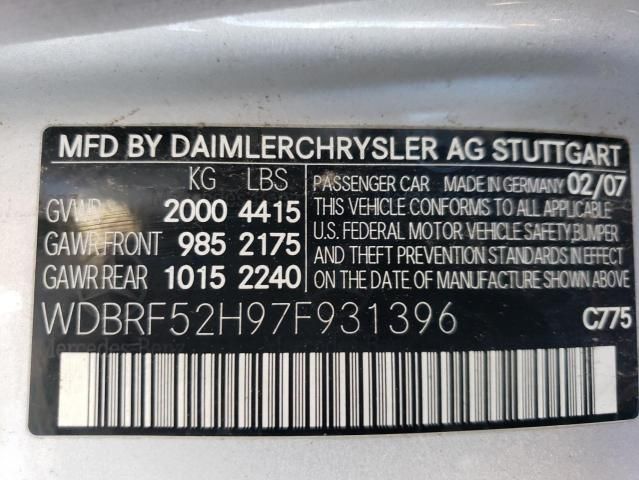 MFD BY DAIMLERCHRYSLER AG STUTTGART
KG LBS
GVWR 2000 4415
GAWR FRONT 985 2175
GAWR REAR 1015 2240
PASSENGER CAR MADE IN GERMANY 02/07
THIS VEHICLE CONFORMS TO ALL APPLICABLE
U.S. FEDERAL MOTOR VEHICLE SAFETY, BUMPER
AND THEFT PREVENTION STANDARDS IN EFFECT
ON THE DATE OF MANUFACTURE SHOWN ABOVE
WDBRF52H97F931396
C775
Mercedes-Benz